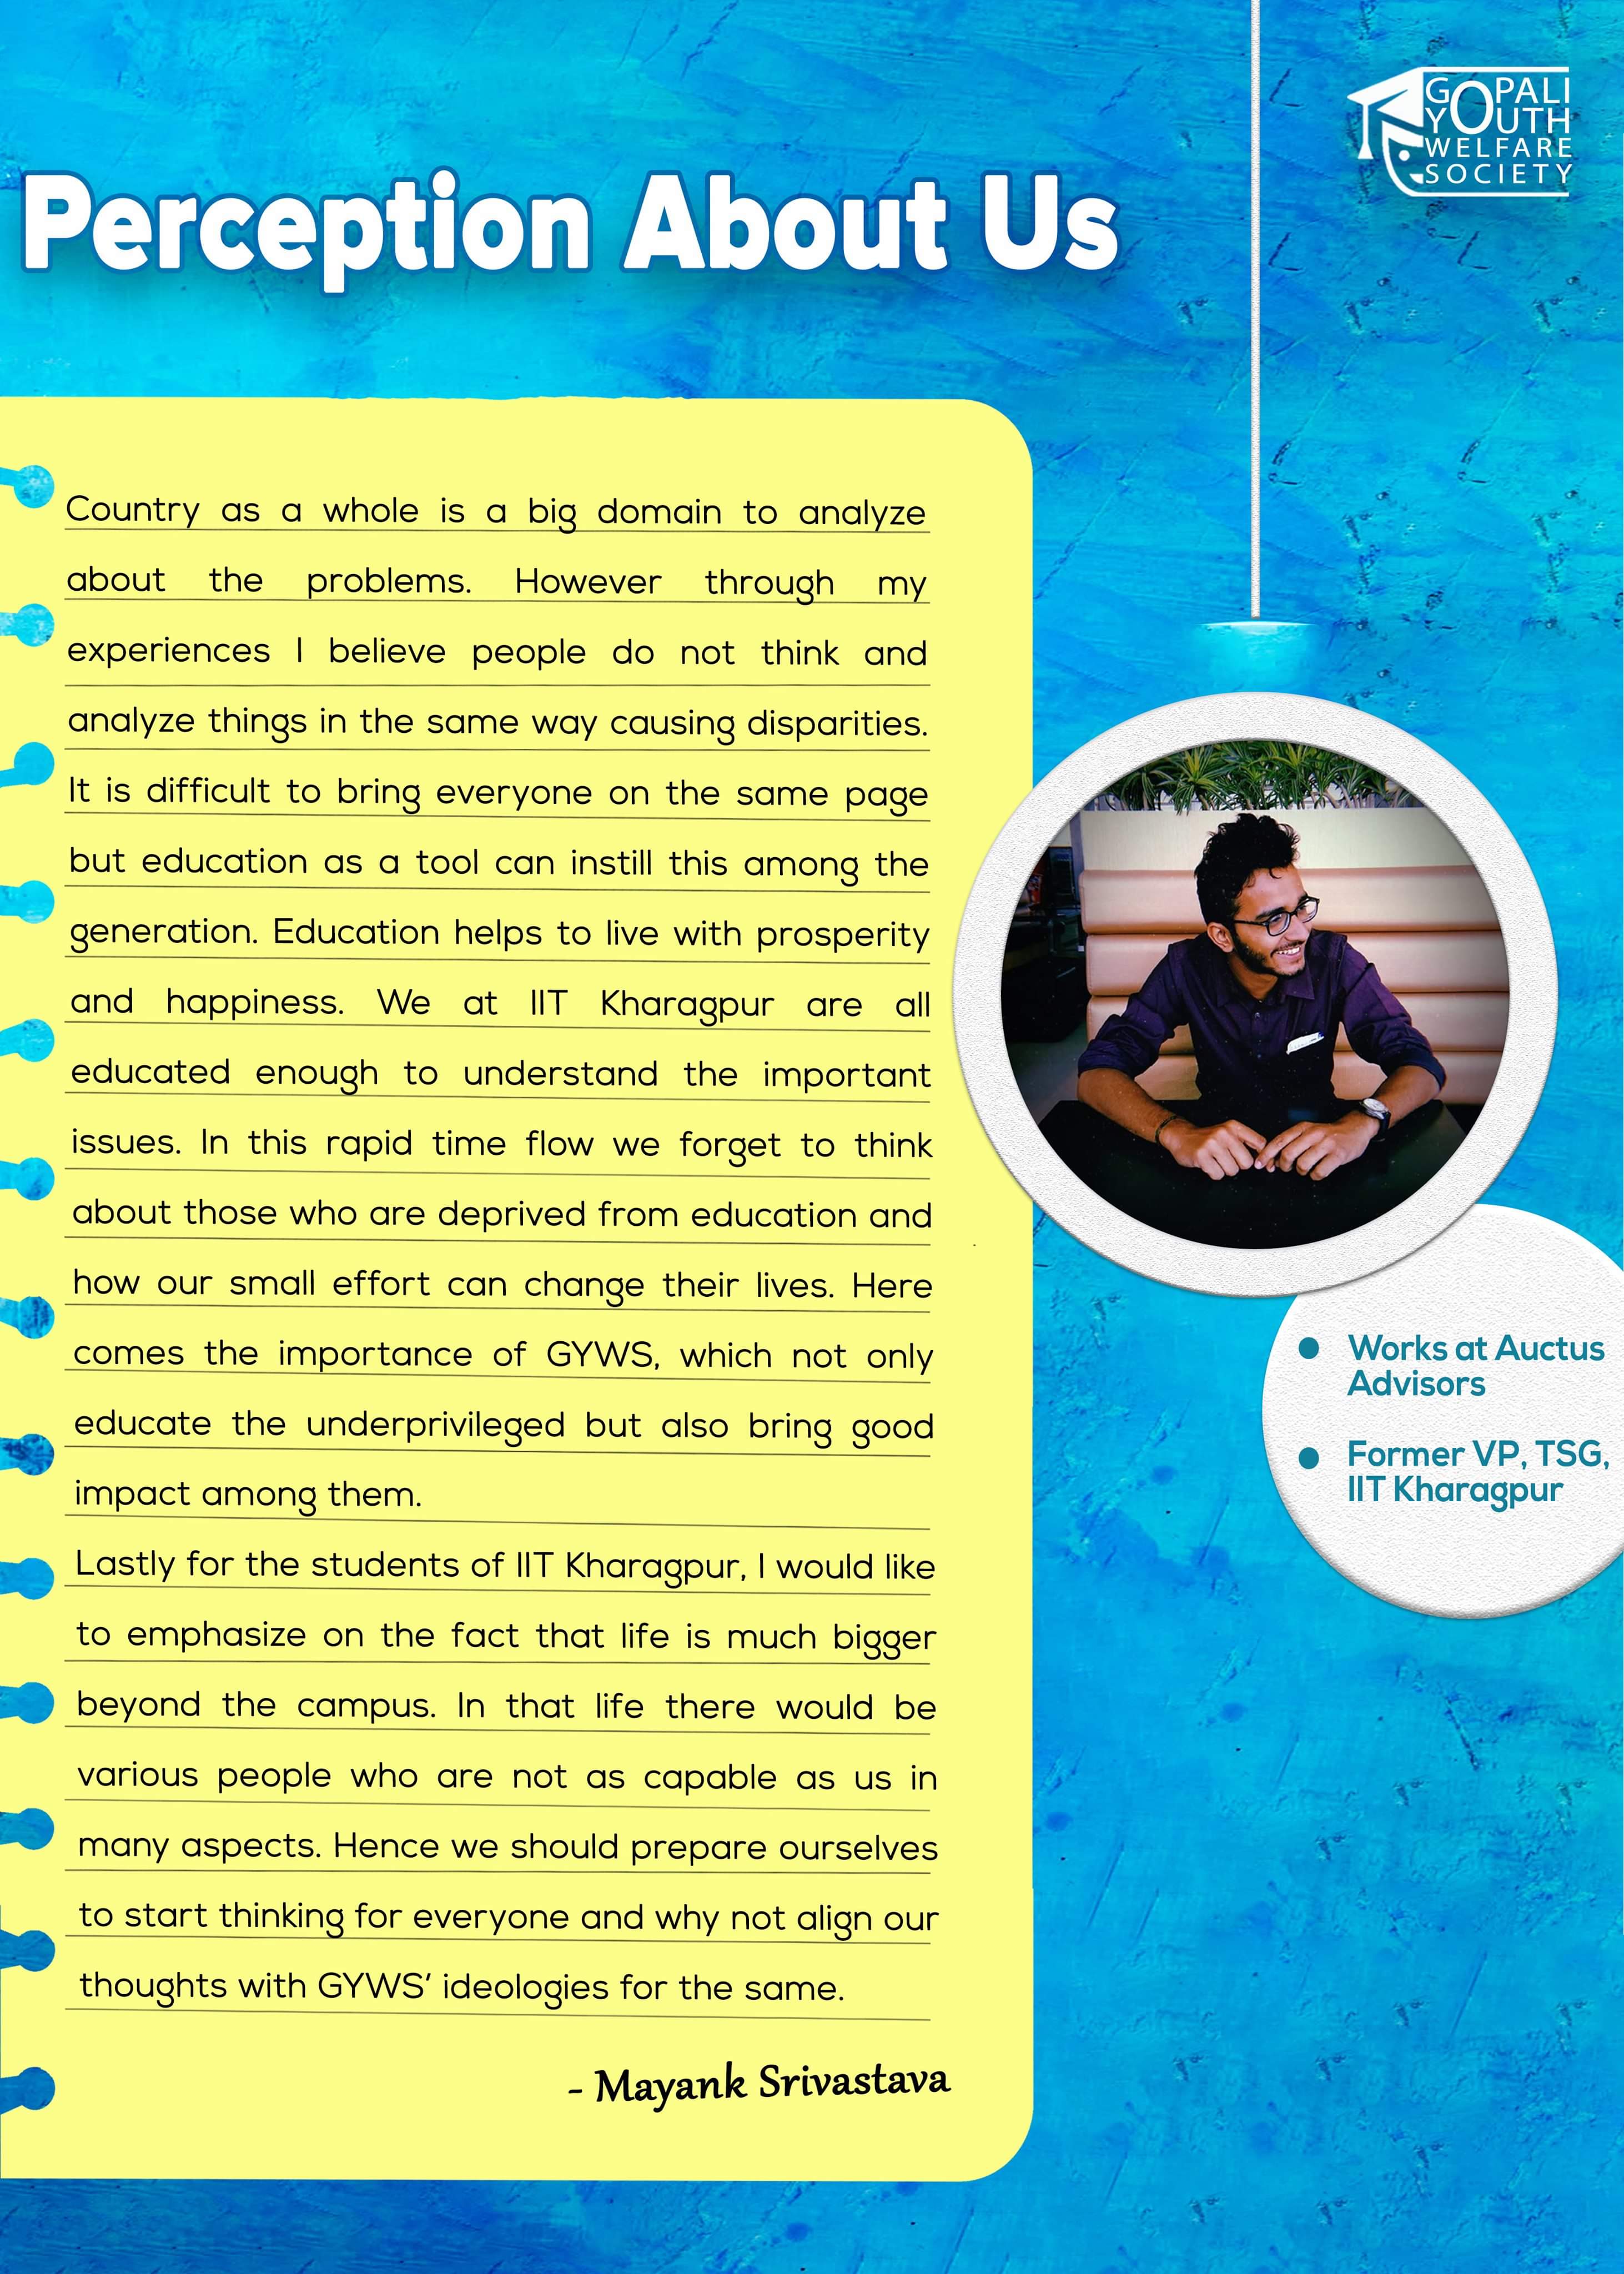 GOPALI
YOUTH
WELFARE
SOCIETY
Perception About Us
Country as a whole is a big domain to analyze
about the problems. However through my
experiences I believe people do not think and
analyze things in the same way causing disparities.
It is difficult to bring everyone on the same page
but education as a tool can instill this among the
generation. Education helps to live with prosperity
and happiness. We at IIT Kharagpur are all
educated enough to understand the important
issues. In this rapid time flow we forget to think
about those who are deprived from education and
how our small effort can change their lives. Here
comes the importance of GYWS, which not only
educate the underprivileged but also bring good
impact among them.
Lastly for the students of IIT Kharagpur, I would like
to emphasize on the fact that life is much bigger
beyond the campus. In that life there would be
various people who are not as capable as us in
many aspects. Hence we should prepare ourselves
to start thinking for everyone and why not align our
thoughts with GYWS’ ideologies for the same.
- Mayank Srivastava
● Works at Auctus
Advisors
● Former VP, TSG,
IIT Kharagpur